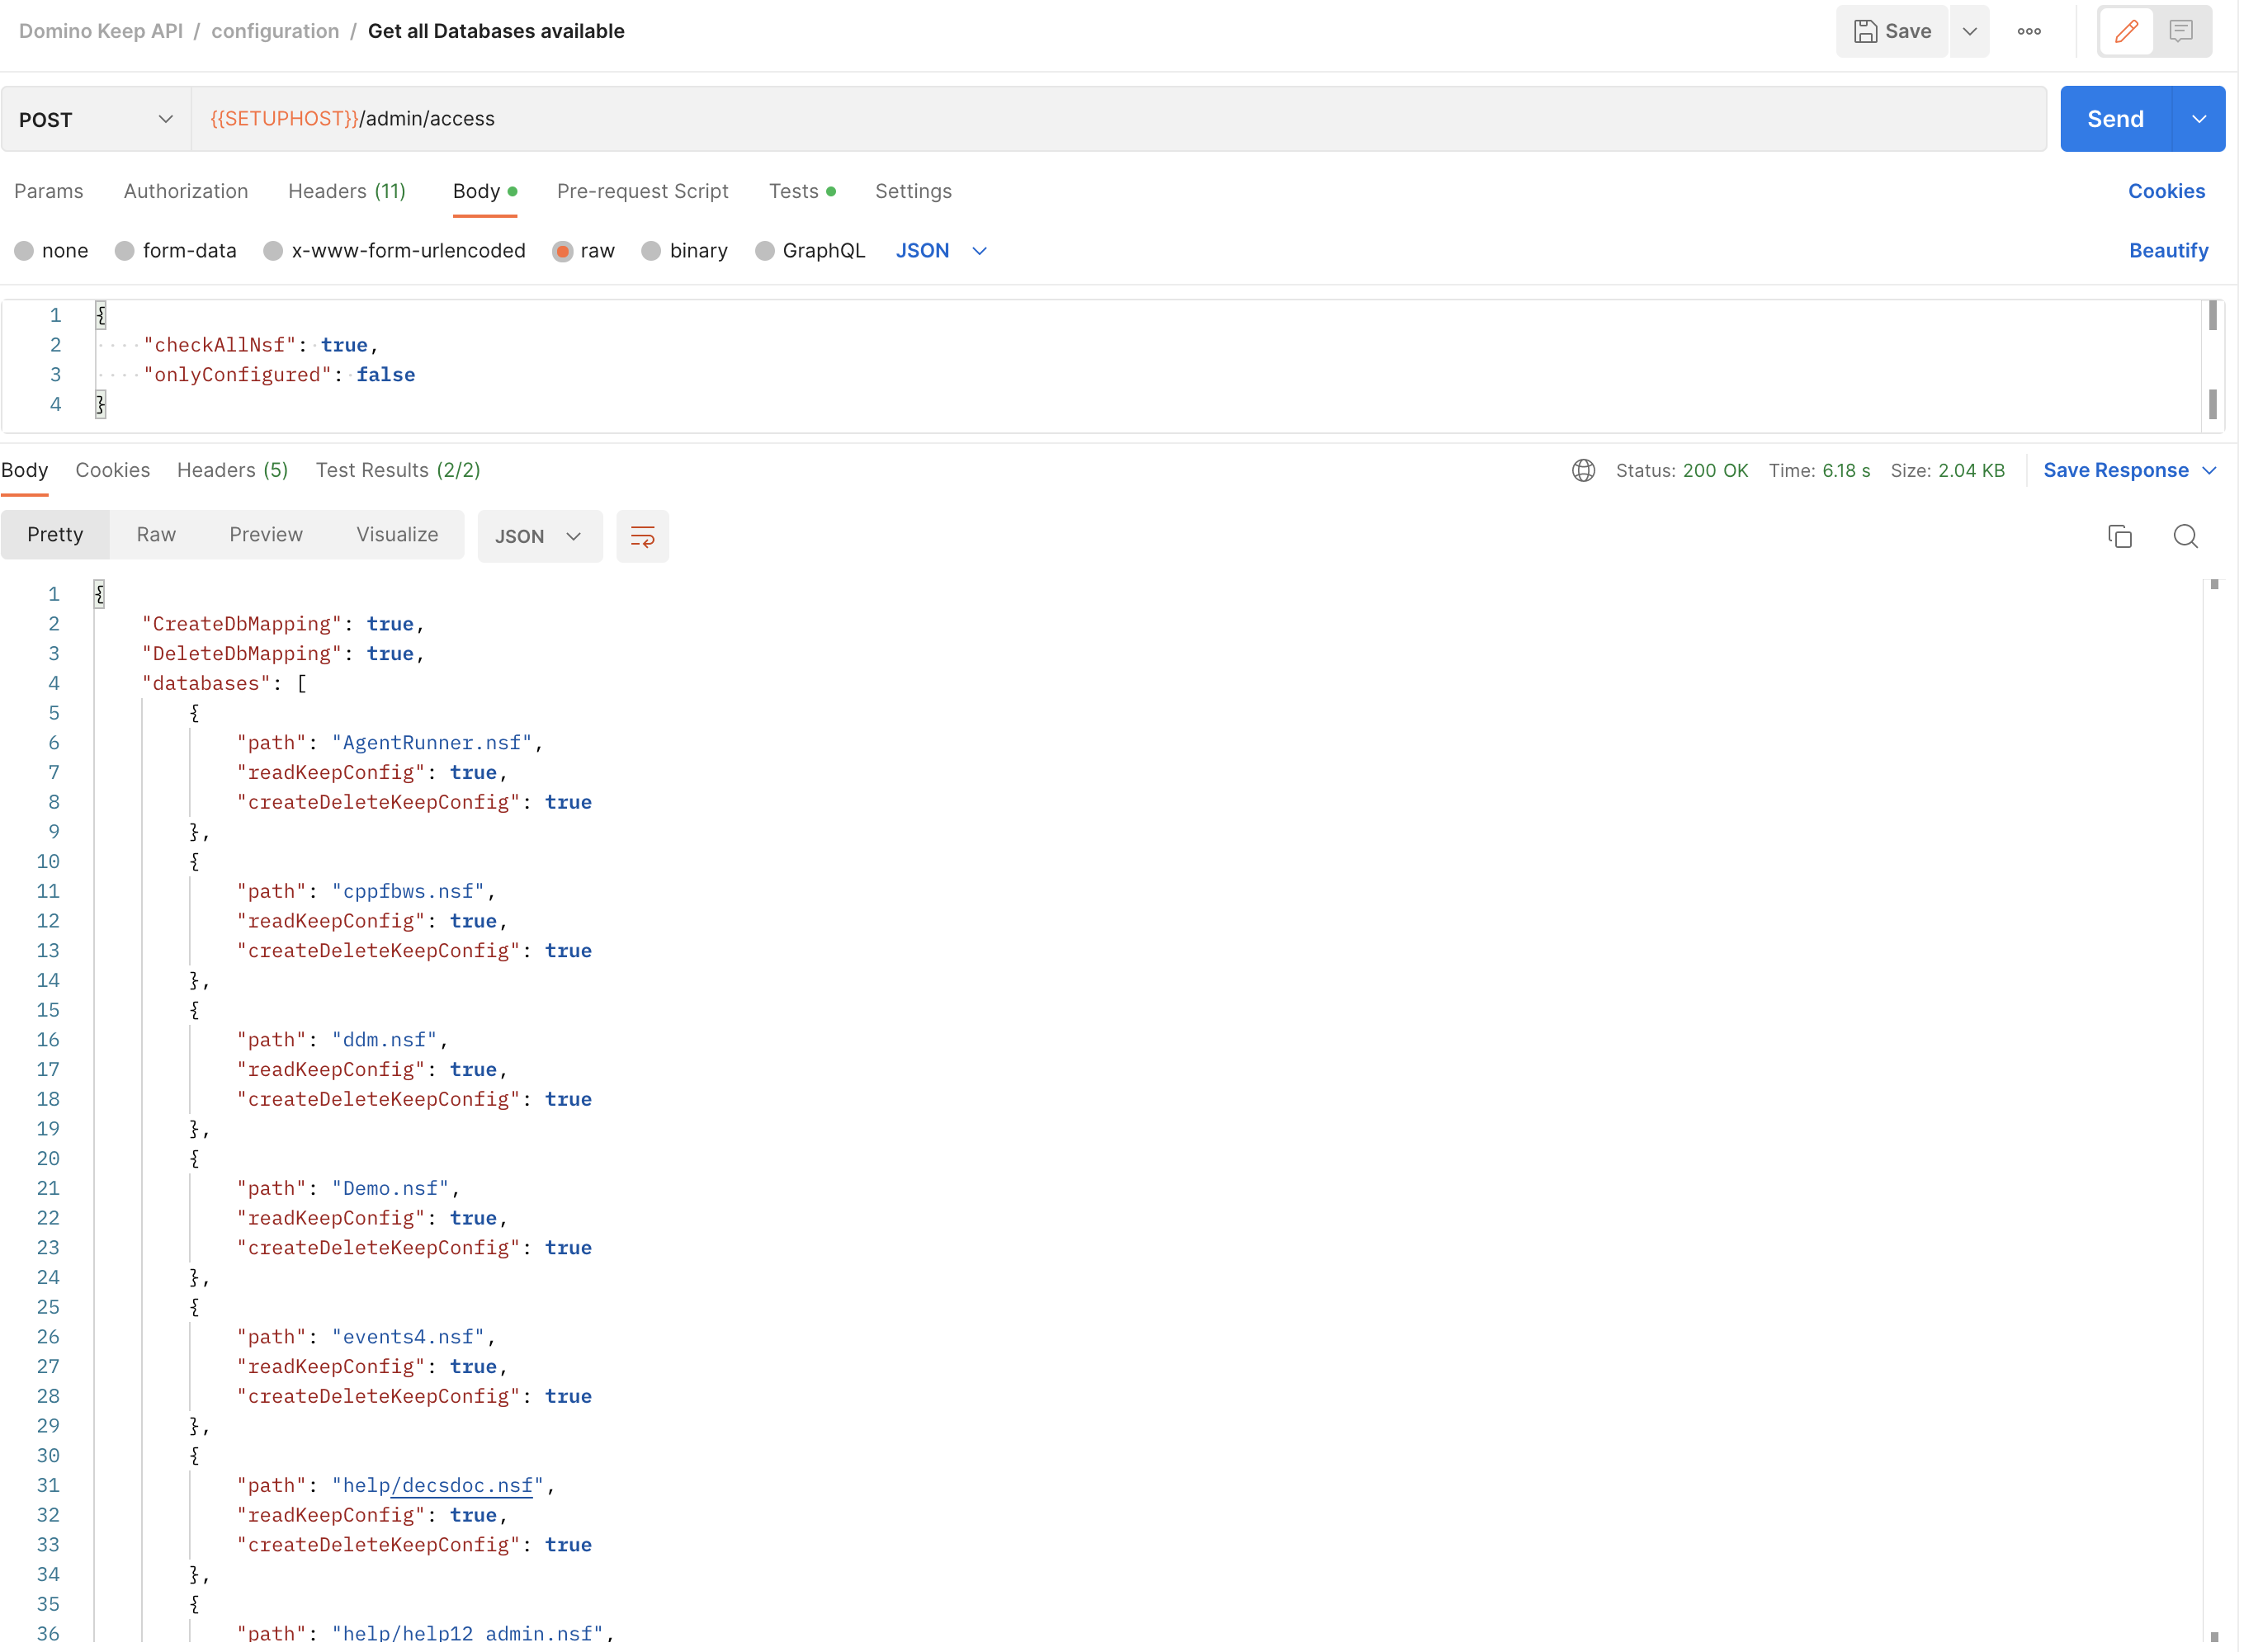 Domino Keep API / configuration / Get all Databases available
Save
POST {{SETUPHOST}}/admin/access
Send
Params Authorization Headers (11) Body Pre-request Script Tests Settings Cookies
none form-data x-www-form-urlencoded raw binary GraphQL JSON Beautify
1 {
2 "checkAllNsf": true,
3 "onlyConfigured": false
4 }
Body Cookies Headers (5) Test Results (2/2) Status: 200 OK Time: 6.18 s Size: 2.04 KB Save Response
Pretty Raw Preview Visualize JSON
1 {
2 "CreateDbMapping": true,
3 "DeleteDbMapping": true,
4 "databases": [
5 {
6 "path": "AgentRunner.nsf",
7 "readKeepConfig": true,
8 "createDeleteKeepConfig": true
9 },
10 {
11 "path": "cppfbws.nsf",
12 "readKeepConfig": true,
13 "createDeleteKeepConfig": true
14 },
15 {
16 "path": "ddm.nsf",
17 "readKeepConfig": true,
18 "createDeleteKeepConfig": true
19 },
20 {
21 "path": "Demo.nsf",
22 "readKeepConfig": true,
23 "createDeleteKeepConfig": true
24 },
25 {
26 "path": "events4.nsf",
27 "readKeepConfig": true,
28 "createDeleteKeepConfig": true
29 },
30 {
31 "path": "help/decsdoc.nsf",
32 "readKeepConfig": true,
33 "createDeleteKeepConfig": true
34 },
35 {
36 "path": "help/help12_admin.nsf",